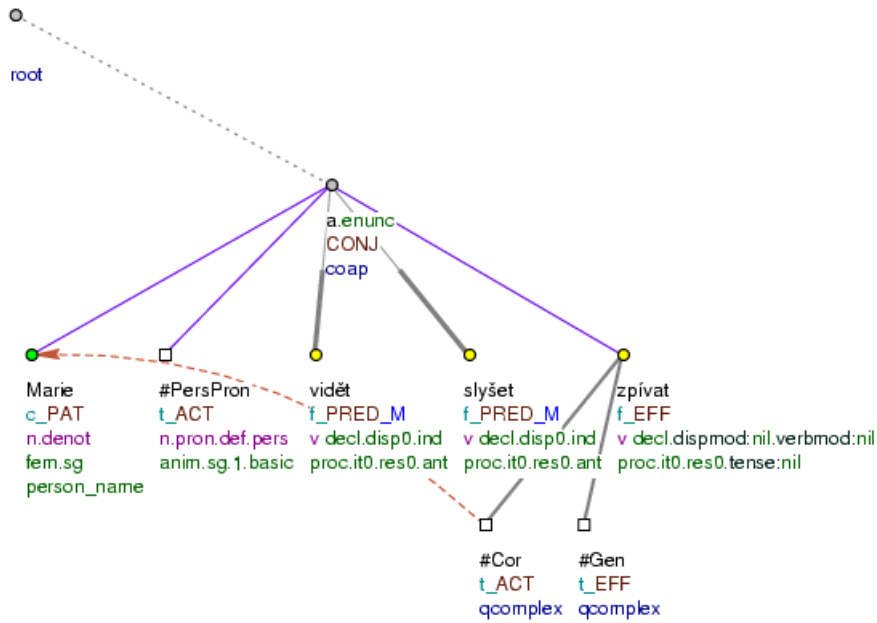 root
a.enunc
CONJ
coap
Marie
c_PAT
n.denot
fem.sg
person_name
#PersPron
t_ACT
n.pron.def.pers
anim.sg.1.basic
vidět
f_PRED_M
v decl.disp0.ind
proc.it0.res0.ant
slyšet
f_PRED_M
v decl.disp0.ind
proc.it0.res0.ant
zpívat
f_EFF
v decl.dispmod:nil.verbmod:nil
proc.it0.res0.tense:nil
#Cor
t_ACT
qcomplex
#Gen
t_EFF
qcomplex